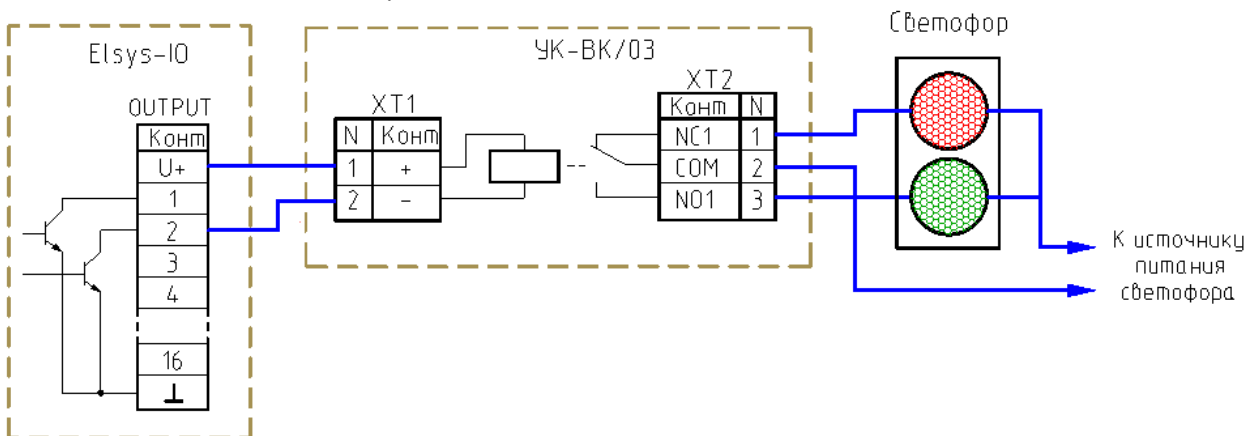 Elsys-IO
OUTPUT
Конт
U+
1
2
3
4
16
⊥
УК-ВК/03
XT1
N Конт
1 +
2 -
XT2
Конт N
NC1 1
COM 2
NO1 3
Светофор
К источнику
питания
светофора